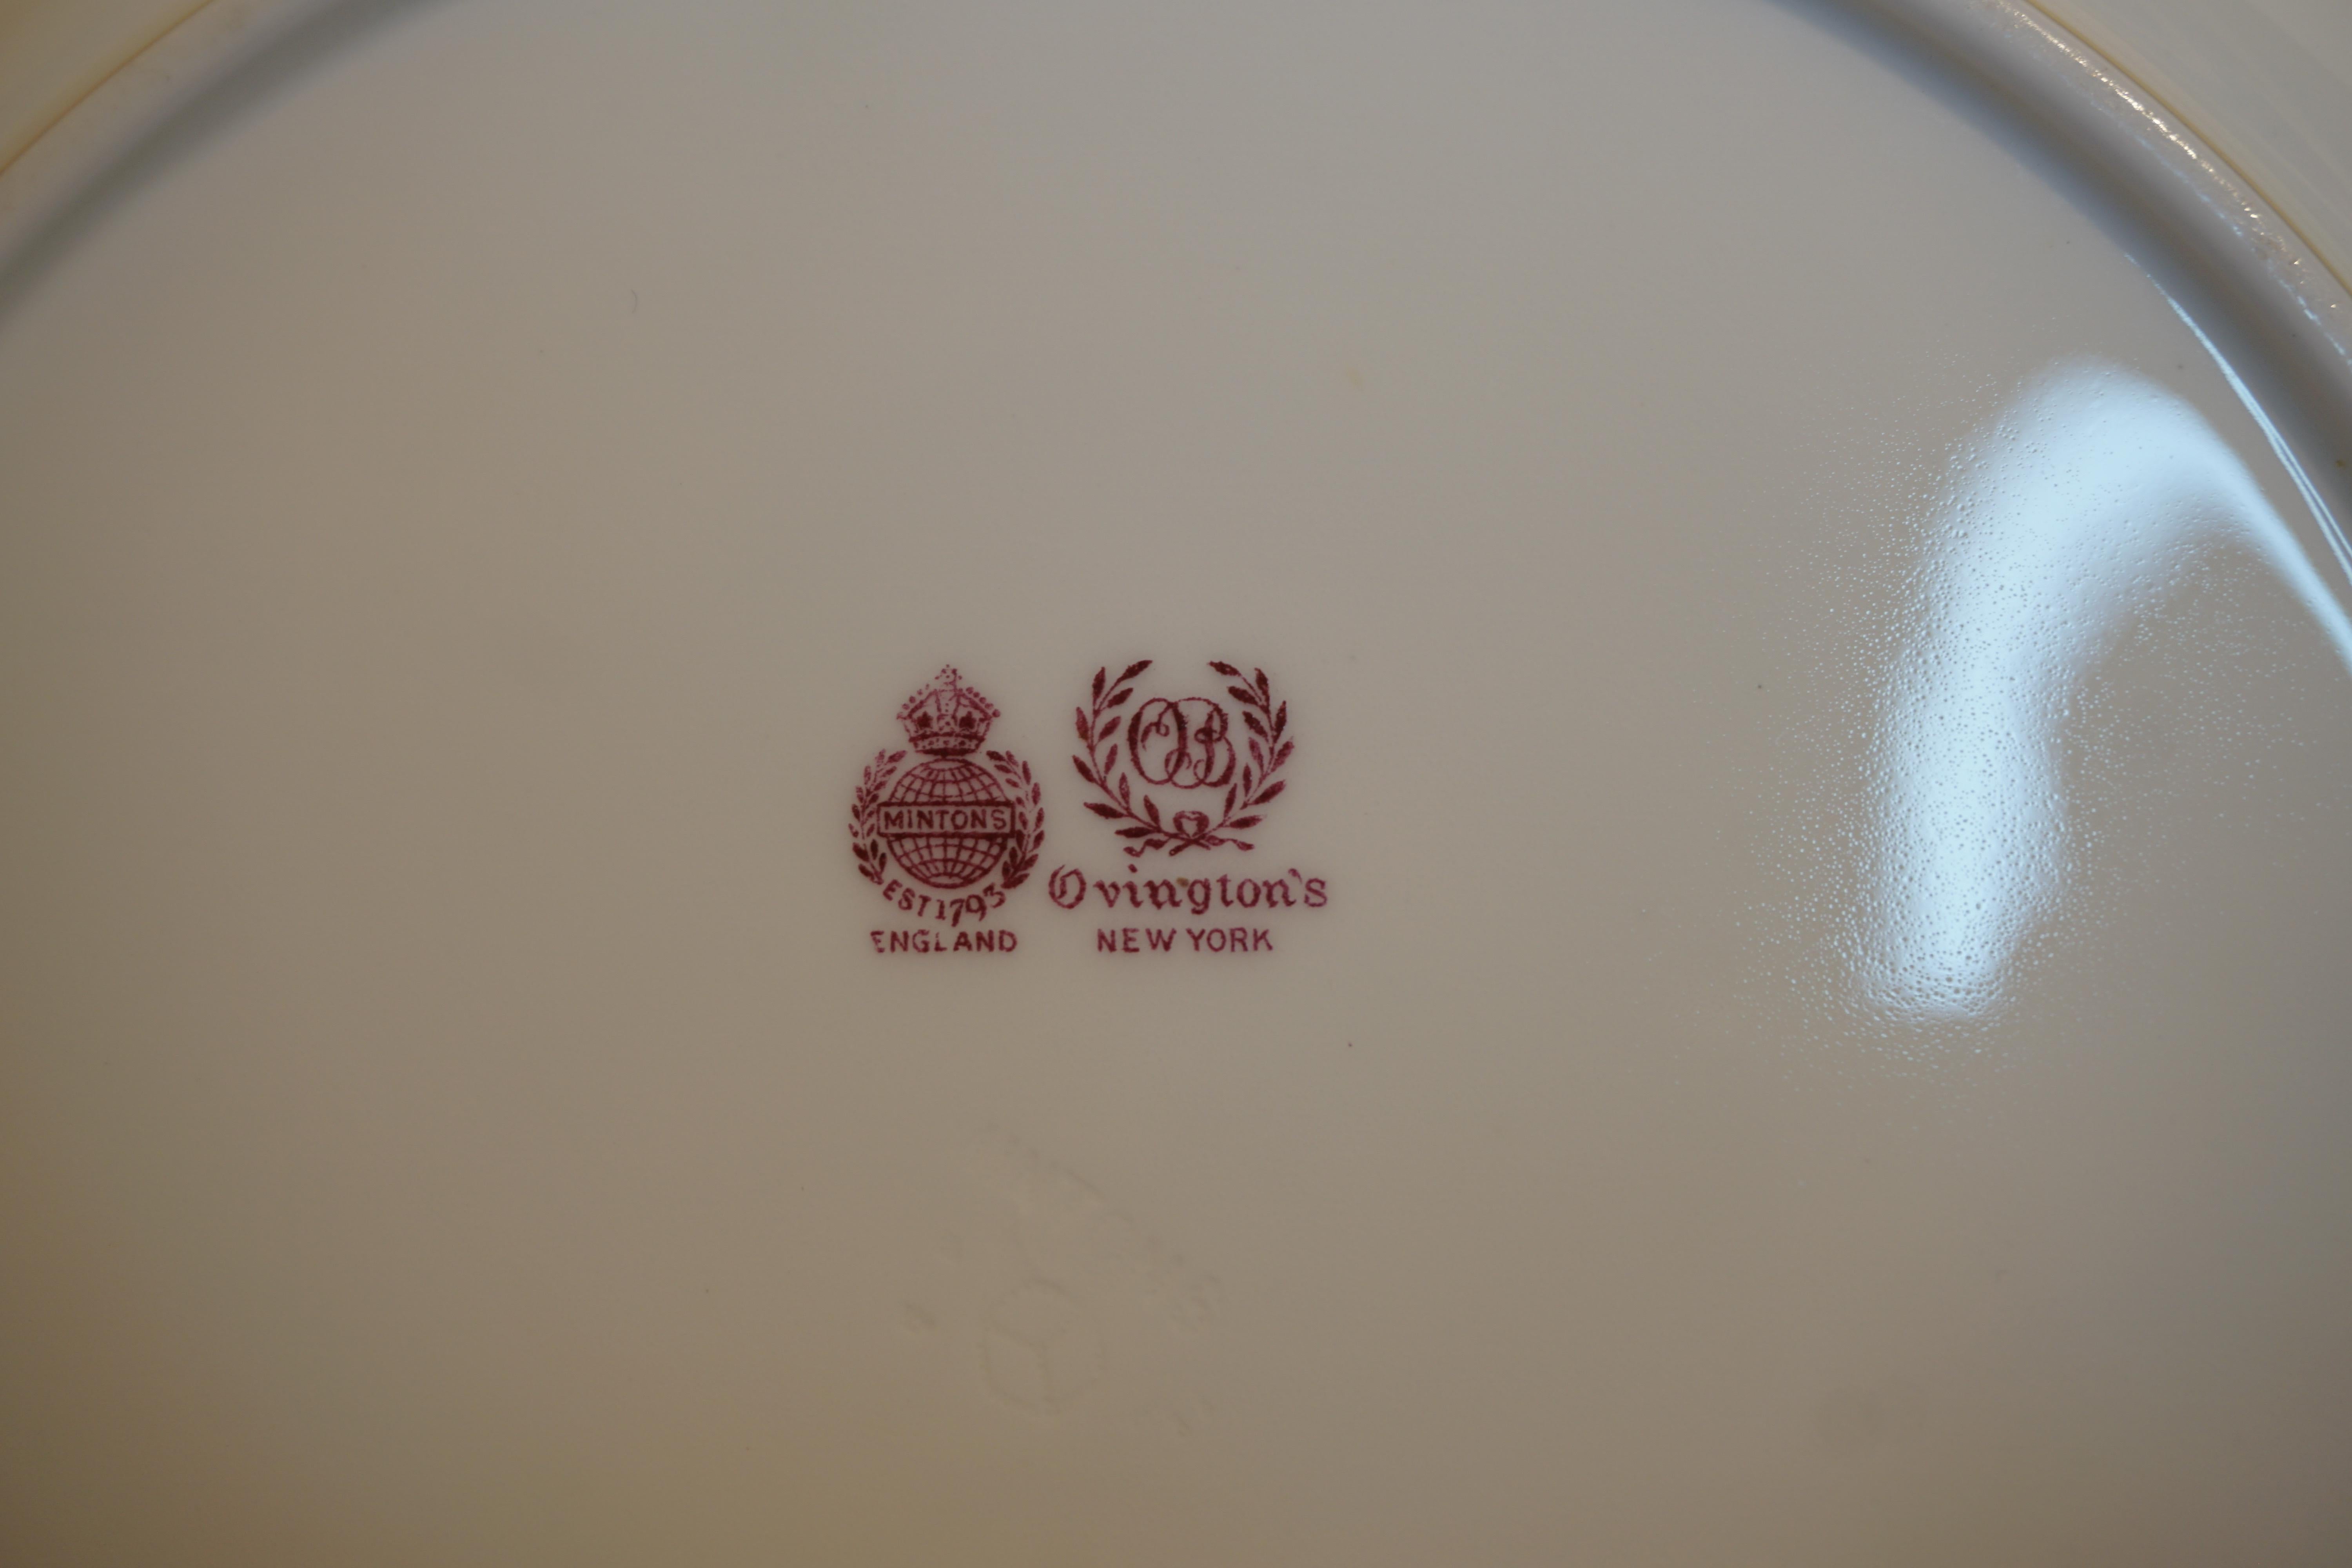 MINTONS
EST 1793
ENGLAND
OB
Ovington's
NEW YORK